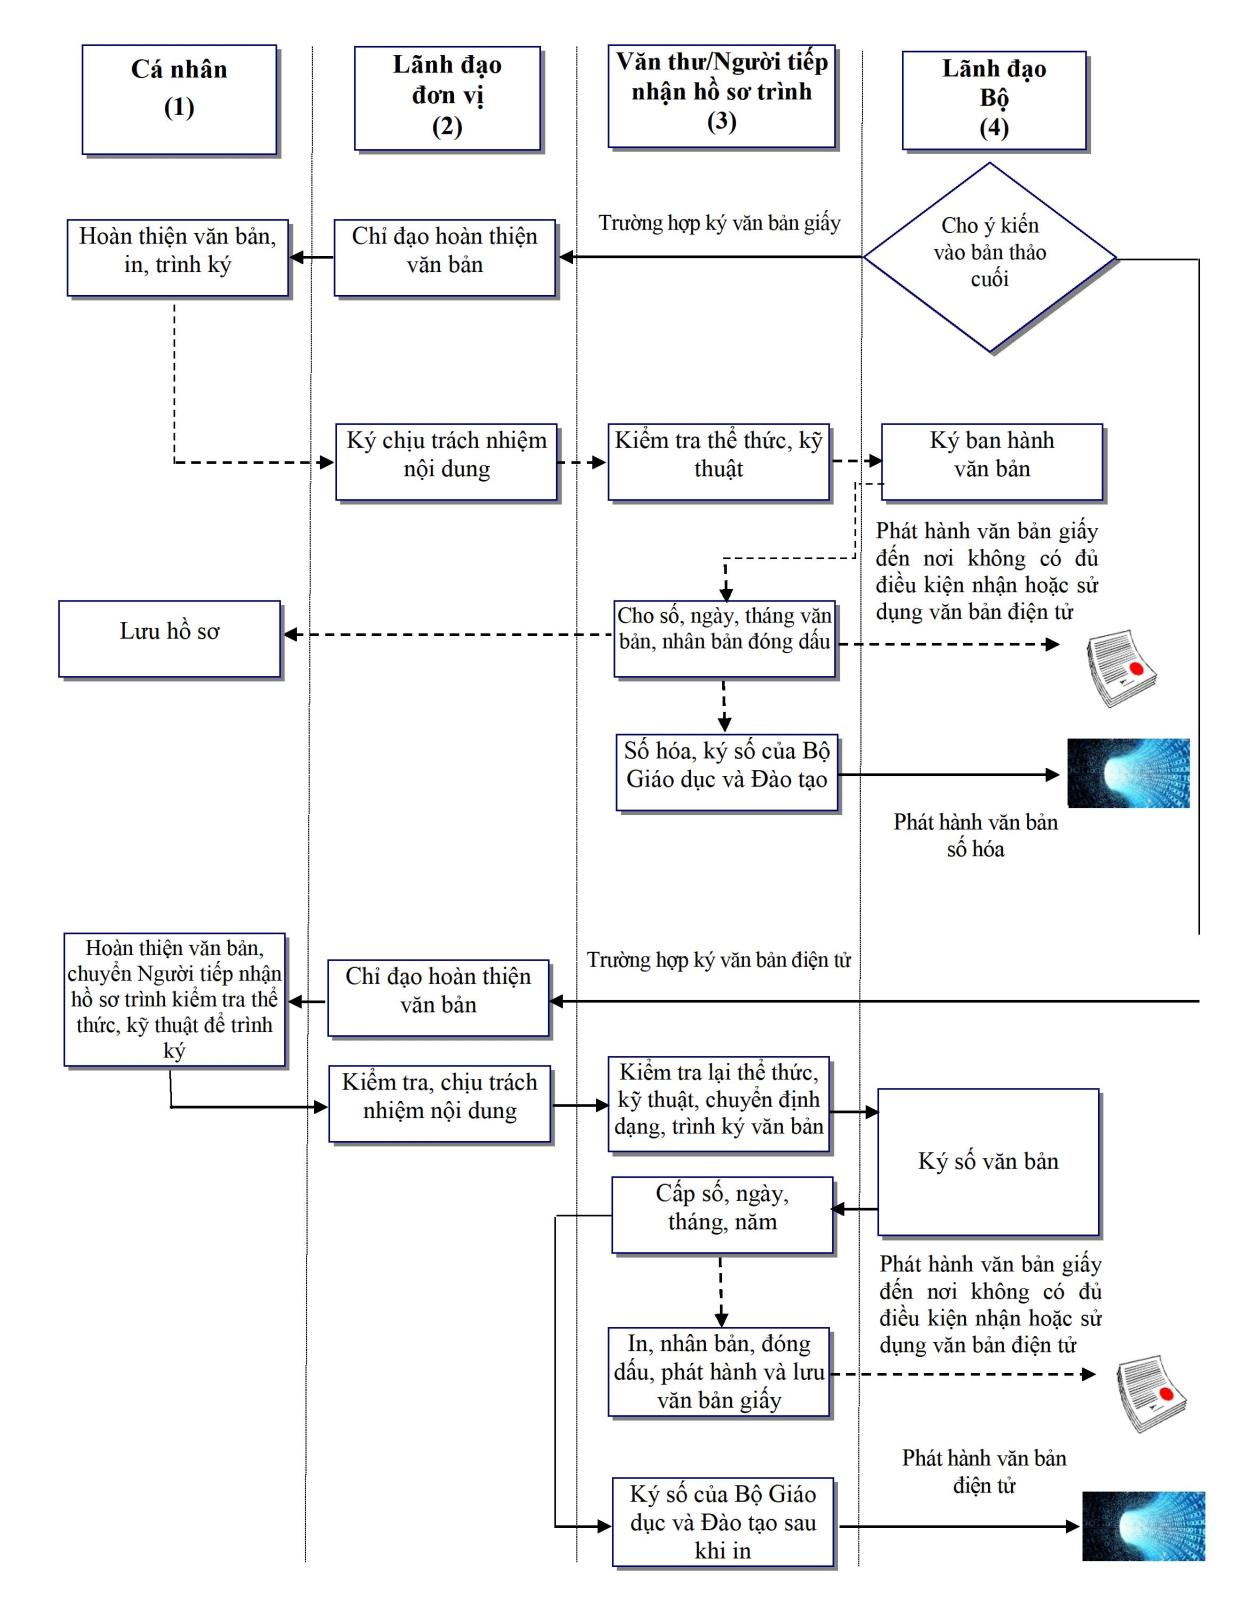 Cá nhân
(1)
Lãnh đạo
đơn vị
(2)
Văn thư/Người tiếp
nhận hồ sơ trình
(3)
Lãnh đạo
Bộ
(4)
Hoàn thiện văn bản,
in, trình ký
Chỉ đạo hoàn thiện
văn bản
Trường hợp ký văn bản giấy
Cho ý kiến
vào bản thảo
cuối
Ký chịu trách nhiệm
nội dung
Kiểm tra thể thức, kỹ
thuật
Ký ban hành
văn bản
Phát hành văn bản giấy
đến nơi không có đủ
điều kiện nhận hoặc sử
dụng văn bản điện tử
Lưu hồ sơ
Cho số, ngày, tháng văn
bản, nhân bản đóng dấu
Số hóa, ký số của Bộ
Giáo dục và Đào tạo
Phát hành văn bản
số hóa
Hoàn thiện văn bản,
chuyển Người tiếp nhận
hồ sơ trình kiểm tra thể
thức, kỹ thuật để trình
ký
Chỉ đạo hoàn thiện
văn bản
Trường hợp ký văn bản điện tử
Kiểm tra, chịu trách
nhiệm nội dung
Kiểm tra lại thể thức,
kỹ thuật, chuyển định
dạng, trình ký văn bản
Ký số văn bản
Cấp số, ngày,
tháng, năm
Phát hành văn bản giấy
đến nơi không có đủ
điều kiện nhận hoặc sử
dụng văn bản điện tử
In, nhân bản, đóng
dấu, phát hành và lưu
văn bản giấy
Phát hành văn bản
điện tử
Ký số của Bộ Giáo
dục và Đào tạo sau
khi in